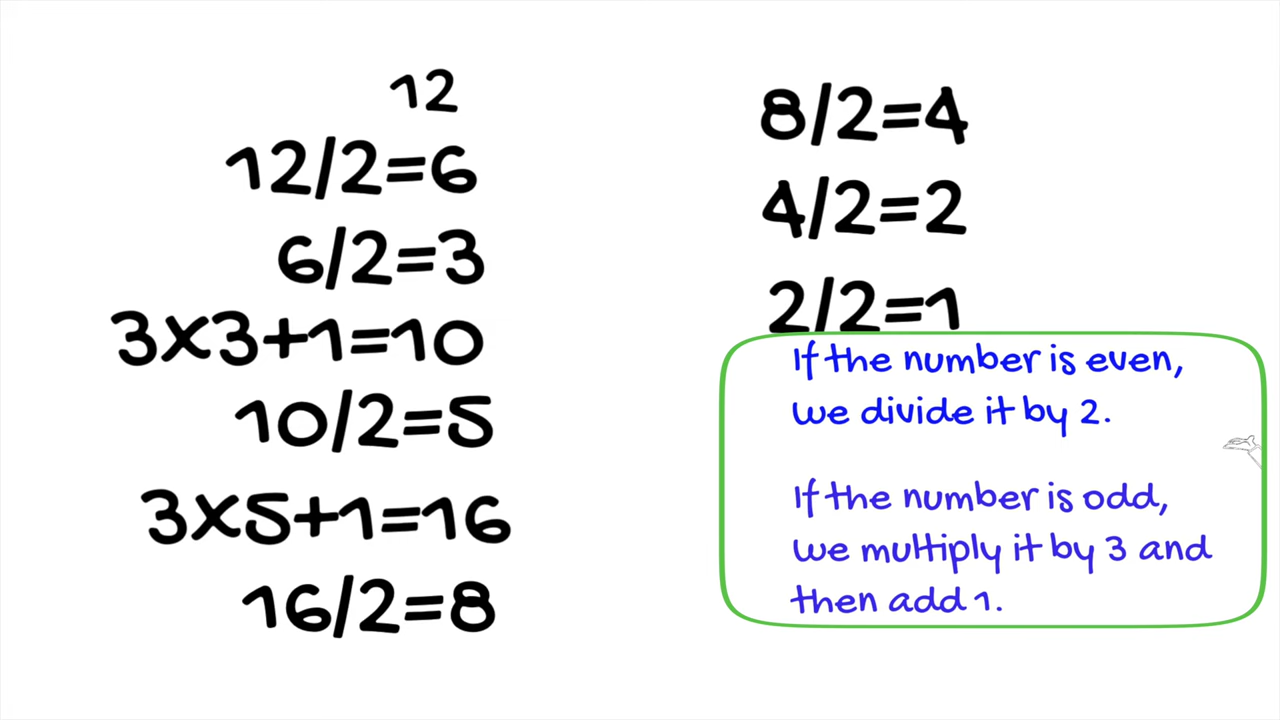 12
12/2=6
6/2=3
3x3+1=10
10/2=5
3x5+1=16
16/2=8
8/2=4
4/2=2
2/2=1
If the number is even,
we divide it by 2.
If the number is odd,
we multiply it by 3 and
then add 1.